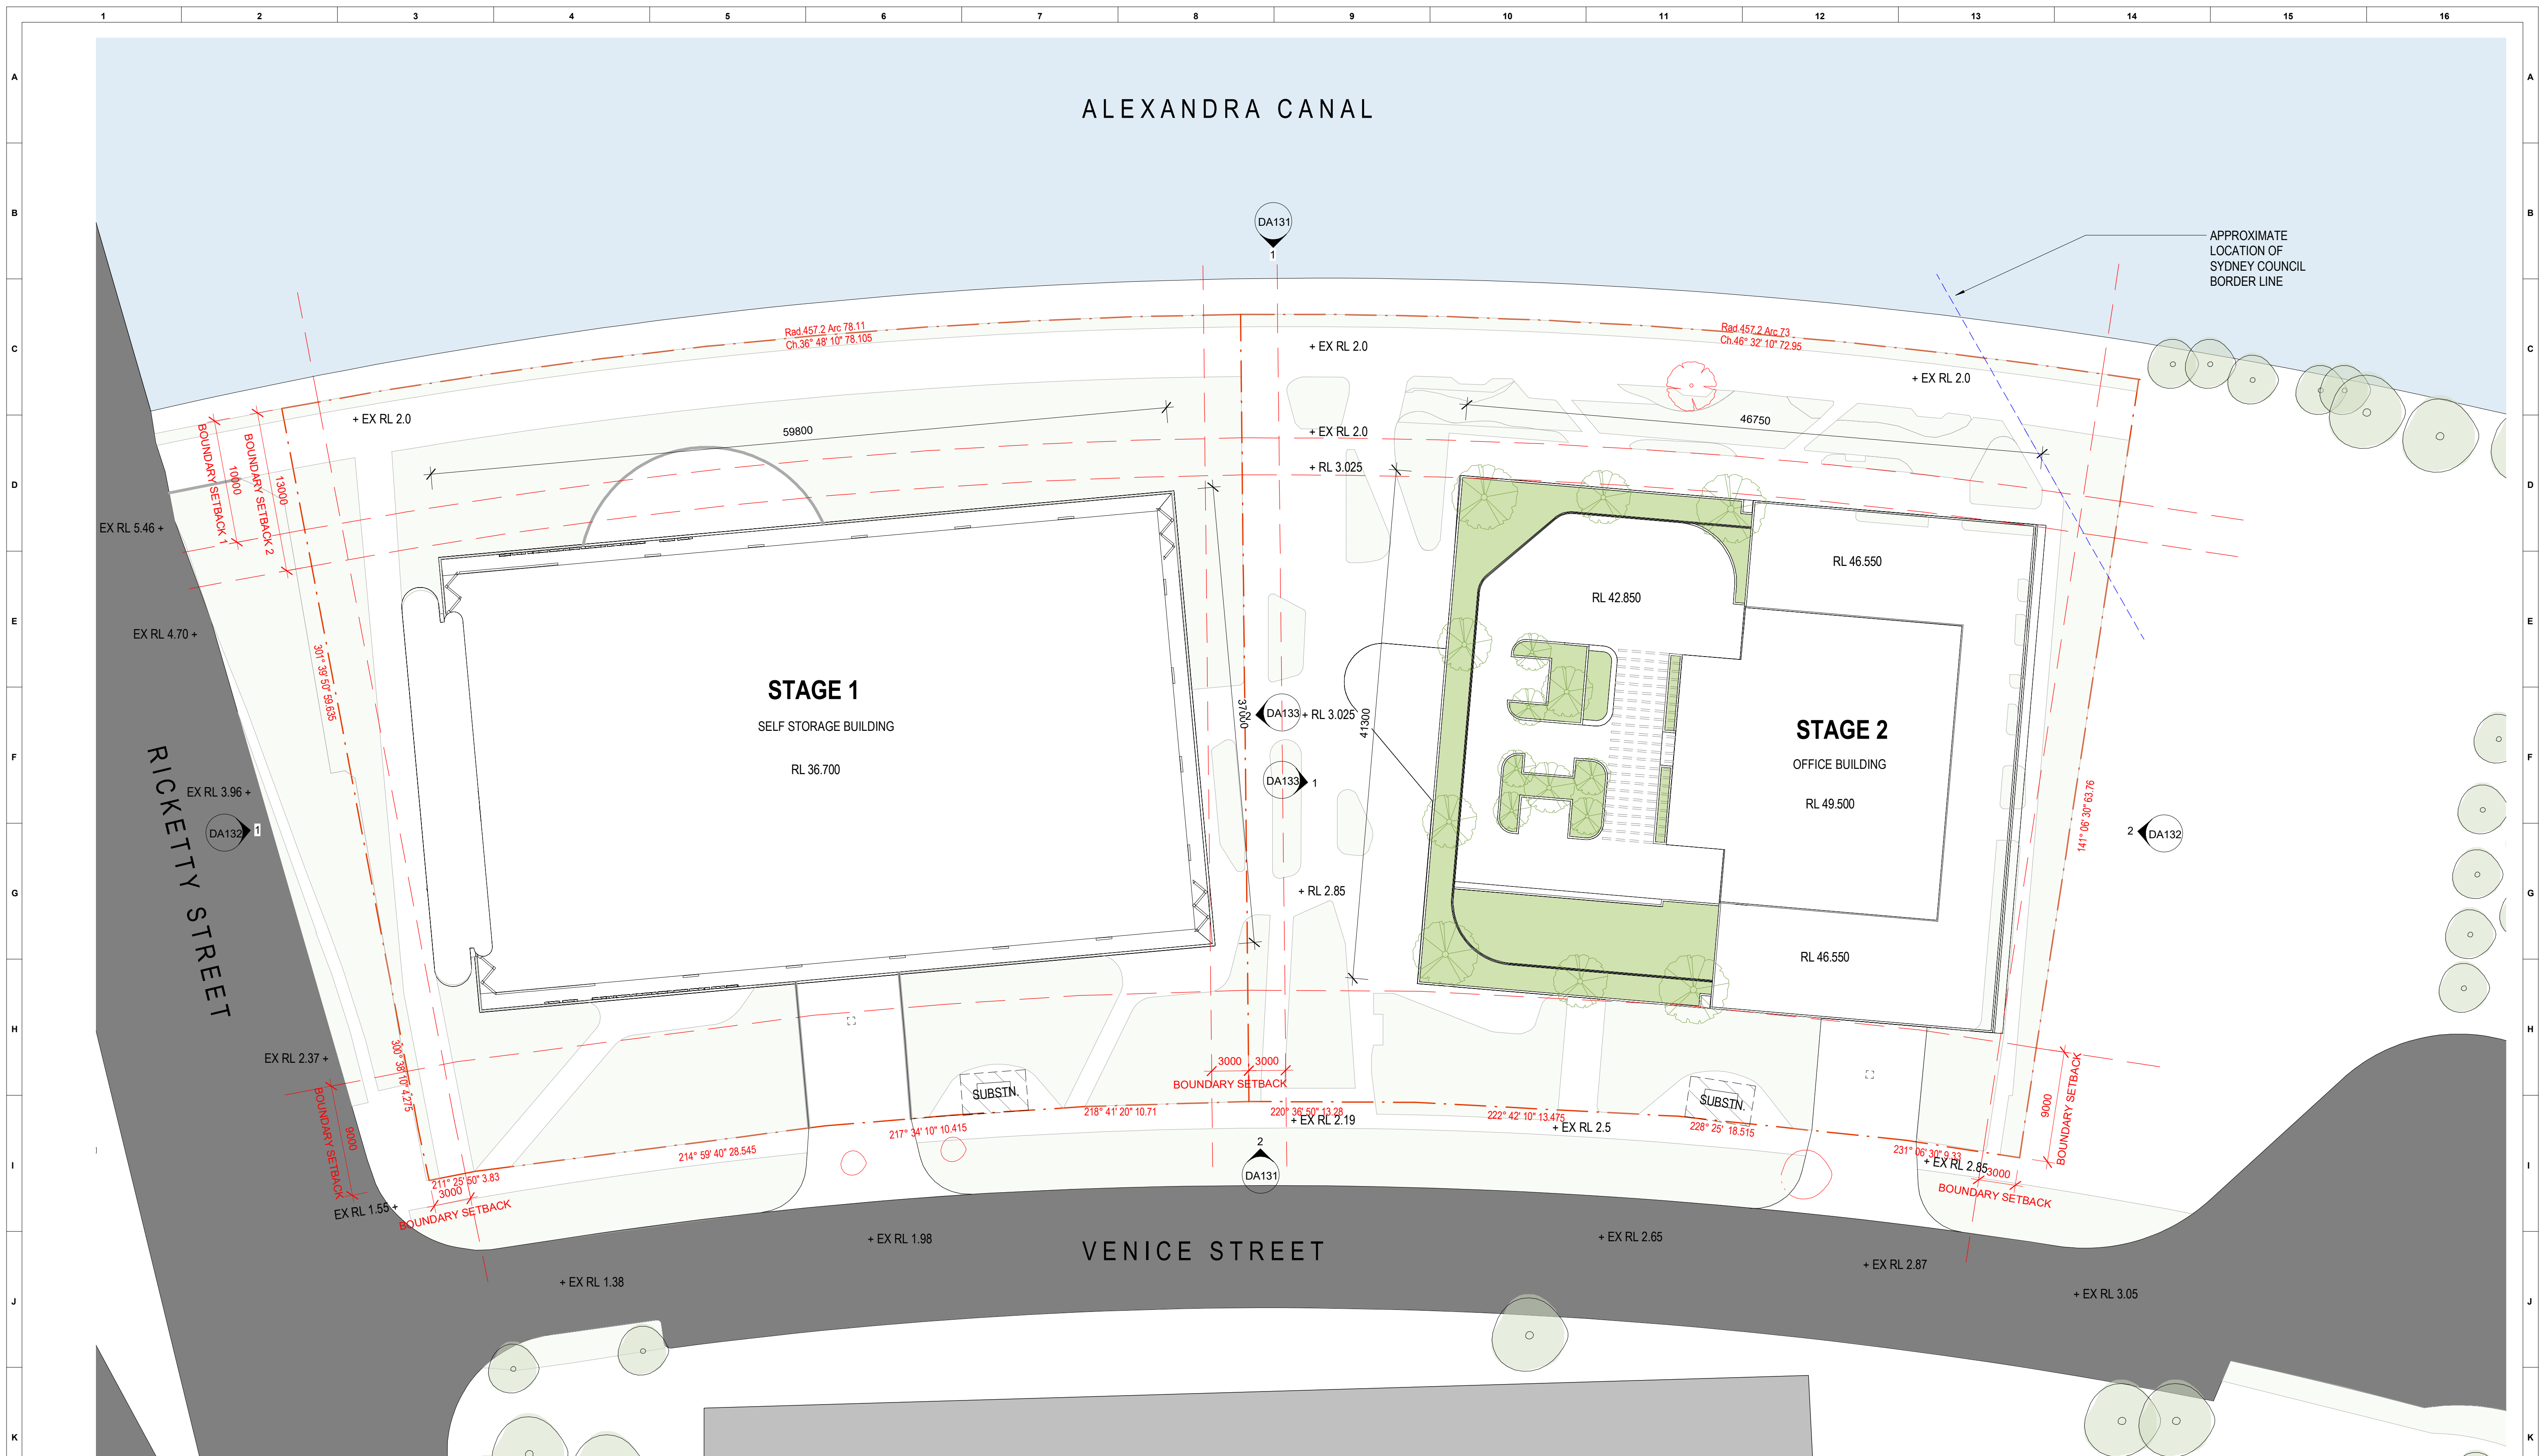 1 2 3 4 5 6 7 8 9 10 11 12 13 14 15 16
A A
ALEXANDRA CANAL
B B
DA131
1
APPROXIMATE
LOCATION OF
SYDNEY COUNCIL
BORDER LINE
C C
Rad.457.2 Arc 78.11
Ch.36° 48' 10" 78.105
Rad.457.2 Arc 73
Ch.46° 32' 10" 72.95
+ EX RL 2.0
+ EX RL 2.0
+ EX RL 2.0
+ EX RL 2.0
59800
46750
BOUNDARY SETBACK 1
10000
BOUNDARY SETBACK 2
13000
D D
+ RL 3.025
EX RL 5.46 +
E E
RL 46.550
RL 42.850
EX RL 4.70 +
301° 39' 50" 59.635
STAGE 1
SELF STORAGE BUILDING
RL 36.700
37000
2
DA133
+ RL 3.025
41300
STAGE 2
OFFICE BUILDING
RL 49.500
F F
DA133
1
RICKETTY STREET
EX RL 3.96 +
DA132
1
141° 06' 30" 63.76
2
DA132
G G
+ RL 2.85
RL 46.550
H H
EX RL 2.37 +
300° 38' 10" 4.275
3000 3000
BOUNDARY SETBACK
SUBSTN.
SUBSTN.
BOUNDARY SETBACK
9000
9000
BOUNDARY SETBACK
218° 41' 20" 10.71
220° 36' 50" 13.28
222° 42' 10" 13.475
+ EX RL 2.19
+ EX RL 2.5
228° 25' 18.515
217° 34' 10" 10.415
214° 59' 40" 28.545
231° 06' 30" 9.33
+ EX RL 2.85
I I
2
DA131
211° 25' 50" 3.83
3000
BOUNDARY SETBACK
3000
BOUNDARY SETBACK
EX RL 1.55 +
+ EX RL 1.98
VENICE STREET
+ EX RL 2.65
+ EX RL 2.87
+ EX RL 1.38
+ EX RL 3.05
J J
K K